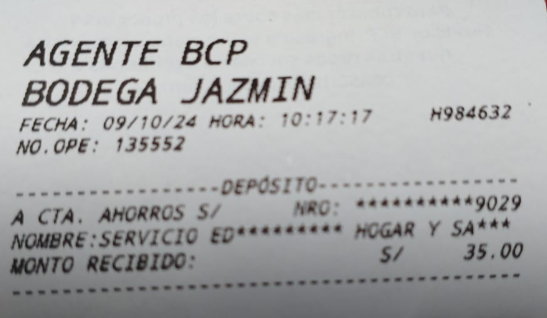 AGENTE BCP
BODEGA JAZMIN
FECHA: 09/10/24 HORA: 10:17:17 H984632
NO.OPE: 135552
------------------DEPÓSITO------------------
A CTA. AHORROS S/ NRO: **********9029
NOMBRE:SERVICIO ED********* HOGAR Y SA***
MONTO RECIBIDO: S/ 35.00
--------------------------------------------